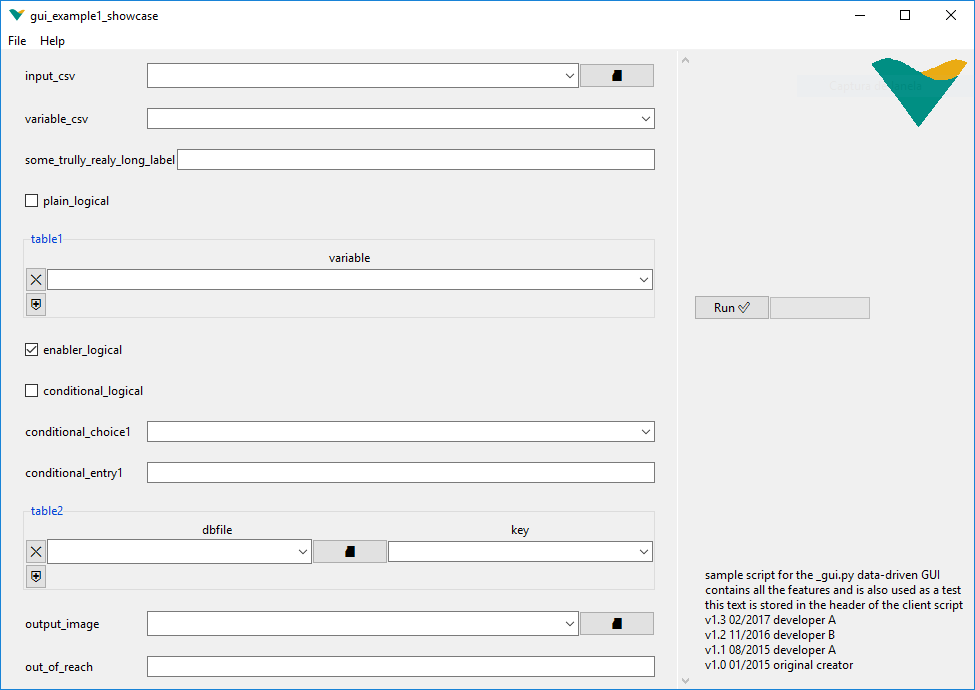 gui_example1_showcase
File Help
input_csv
variable_csv
some_trully_realy_long_label
plain_logical
table1
variable
Run
enabler_logical
conditional_logical
conditional_choice1
conditional_entry1
table2
dbfile key
output_image
out_of_reach
sample script for the _gui.py data-driven GUI
contains all the features and is also used as a test
this text is stored in the header of the client script
v1.3 02/2017 developer A
v1.2 11/2016 developer B
v1.1 08/2015 developer A
v1.0 01/2015 original creator